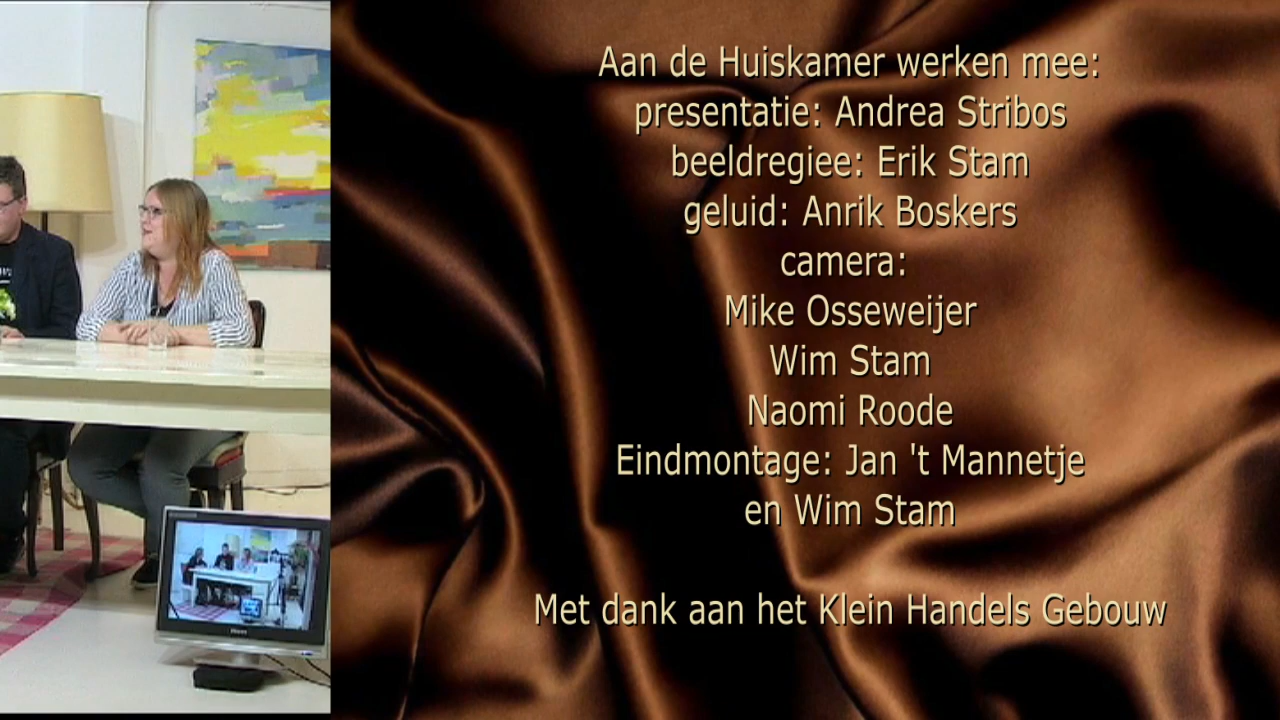 Aan de Huiskamer werken mee:
presentatie: Andrea Stribos
beeldregiee: Erik Stam
geluid: Anrik Boskers
camera:
Mike Osseweijer
Wim Stam
Naomi Roode
Eindmontage: Jan 't Mannetje
en Wim Stam
Met dank aan het Klein Handels Gebouw